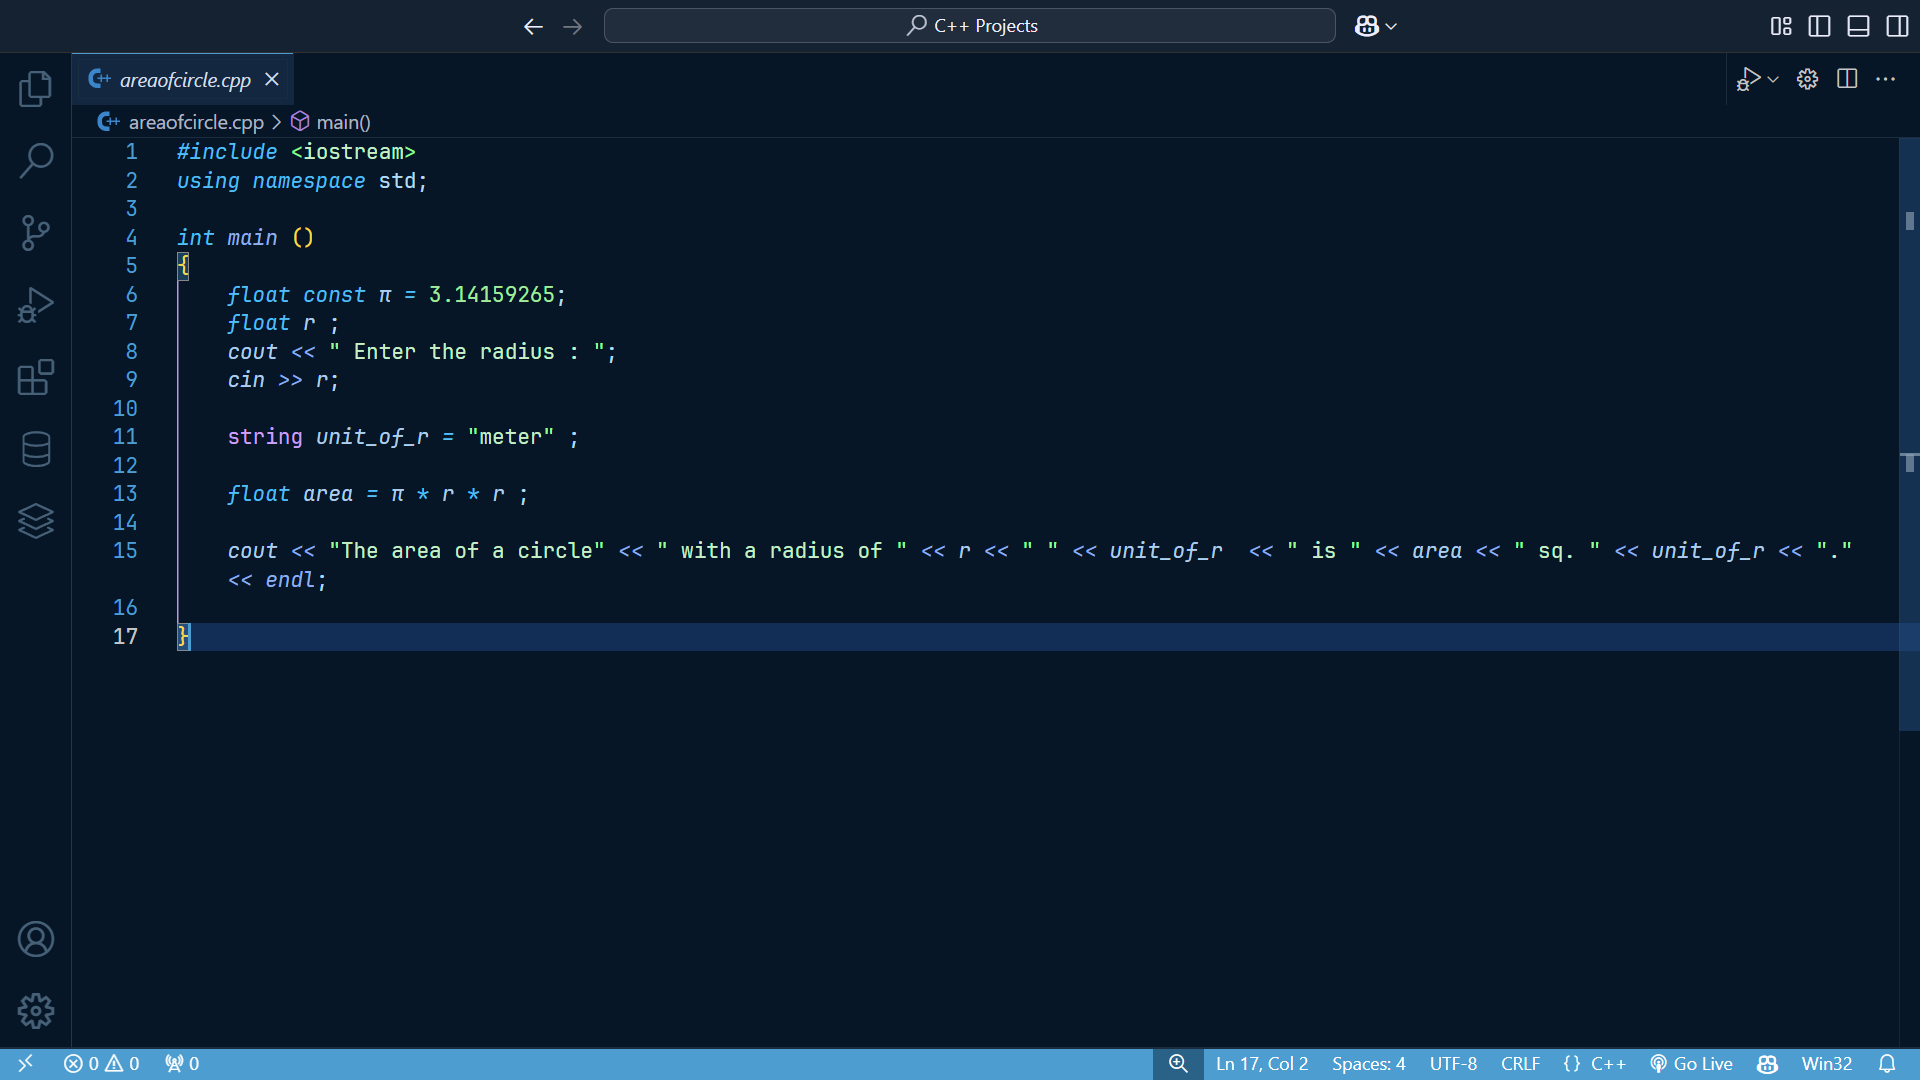 C++ Projects
areaofcircle.cpp
areaofcircle.cpp > main()
1 #include <iostream>
2 using namespace std;
3
4 int main ()
5 {
6 float const π = 3.14159265;
7 float r ;
8 cout << " Enter the radius : ";
9 cin >> r;
10
11 string unit_of_r = "meter" ;
12
13 float area = π * r * r ;
14
15 cout << "The area of a circle" << " with a radius of " << r << " " << unit_of_r  << " is " << area << " sq. " << unit_of_r << "."
<< endl;
16
17 }
0 0 0 Ln 17, Col 2 Spaces: 4 UTF-8 CRLF {} C++ Go Live Win32